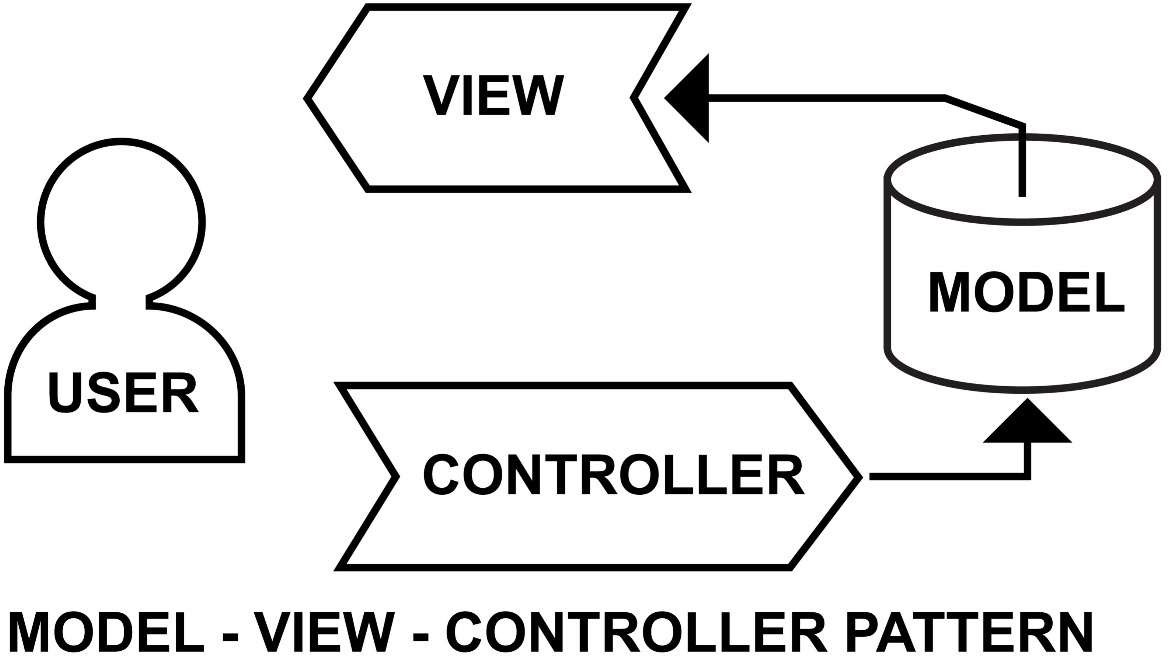 VIEW
MODEL
USER
CONTROLLER
MODEL - VIEW - CONTROLLER PATTERN